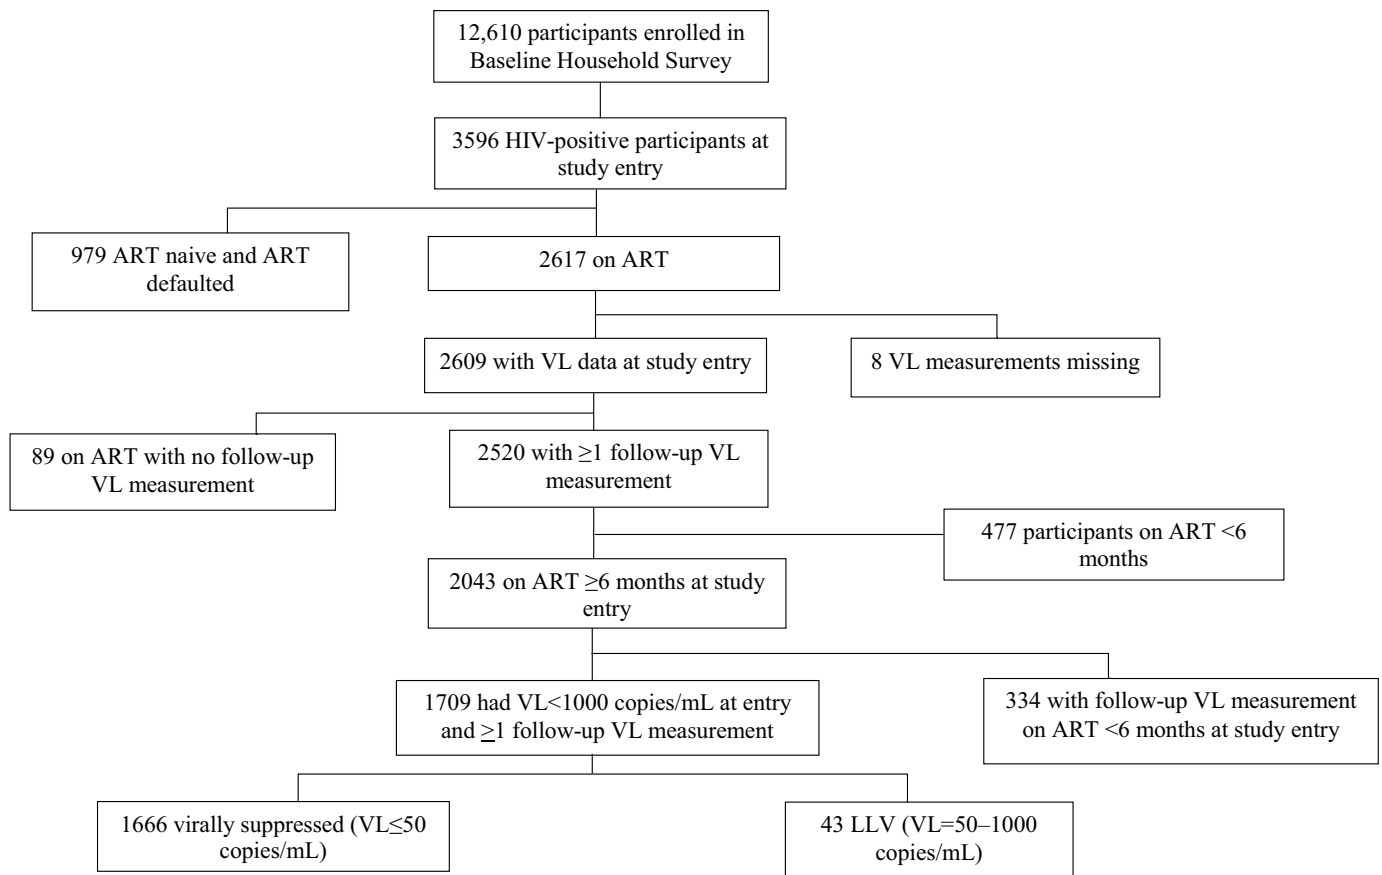 12,610 participants enrolled in
Baseline Household Survey
3596 HIV-positive participants at
study entry
979 ART naive and ART
defaulted
2617 on ART
2609 with VL data at study entry
8 VL measurements missing
89 on ART with no follow-up
VL measurement
2520 with ≥1 follow-up VL
measurement
477 participants on ART <6
months
2043 on ART ≥6 months at study
entry
1709 had VL<1000 copies/mL at entry
and ≥1 follow-up VL measurement
334 with follow-up VL measurement
on ART <6 months at study entry
1666 virally suppressed (VL≤50
copies/mL)
43 LLV (VL=50–1000
copies/mL)